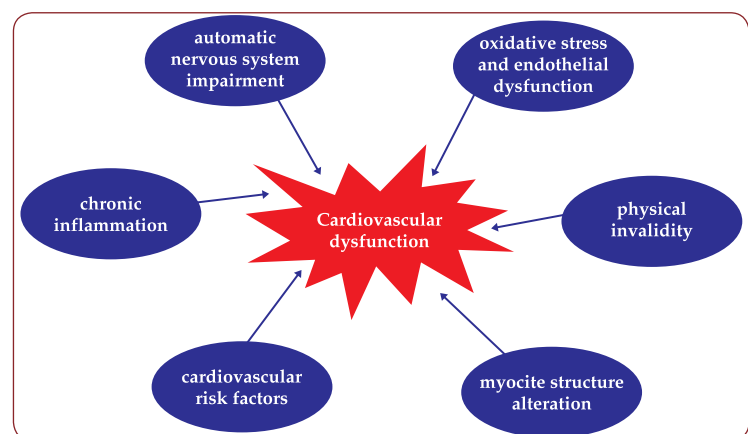 automatic
nervous system
impairment
oxidative stress
and endothelial
dysfunction
chronic
inflammation
Cardiovascular
dysfunction
physical
invalidity
cardiovascular
risk factors
myocite structure
alteration